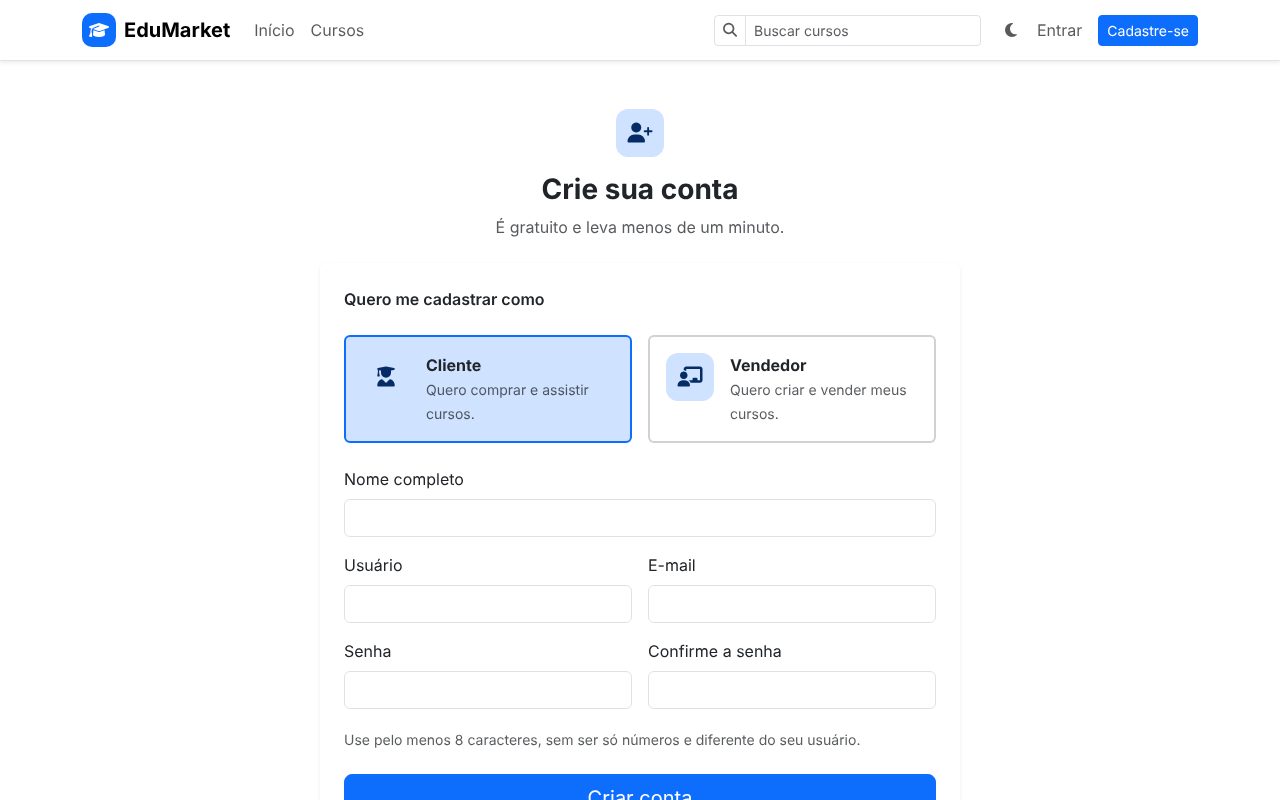 EduMarket
Início
Cursos
Buscar cursos
Entrar
Cadastre-se
Crie sua conta
É gratuito e leva menos de um minuto.
Quero me cadastrar como
Cliente
Quero comprar e assistir
cursos.
Vendedor
Quero criar e vender meus
cursos.
Nome completo
Usuário
E-mail
Senha
Confirme a senha
Use pelo menos 8 caracteres, sem ser só números e diferente do seu usuário.
Criar conta